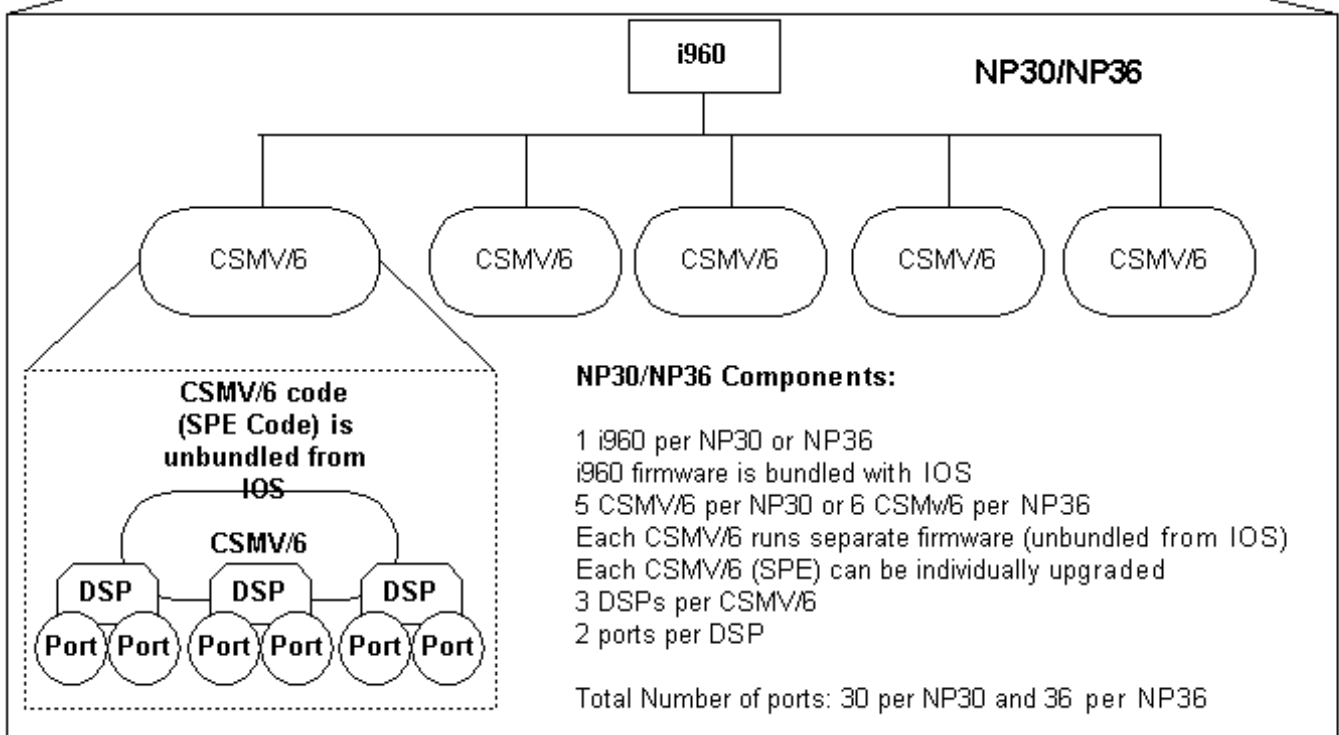 i960
NP30/NP36
CSMV/6
CSMV/6
CSMV/6
CSMV/6
CSMV/6
CSMV/6 code
(SPE Code) is
unbundled from
IOS
CSMV/6
DSP
DSP
DSP
Port
Port
Port
Port
Port
Port
NP30/NP36 Components:
1 i960 per NP30 or NP36
i960 firmware is bundled with IOS
5 CSMV/6 per NP30 or 6 CSMw6 per NP36
Each CSMV/6 runs separate firmware (unbundled from IOS)
Each CSMV/6 (SPE) can be individually upgraded
3 DSPs per CSMV/6
2 ports per DSP
Total Number of ports: 30 per NP30 and 36 per NP36